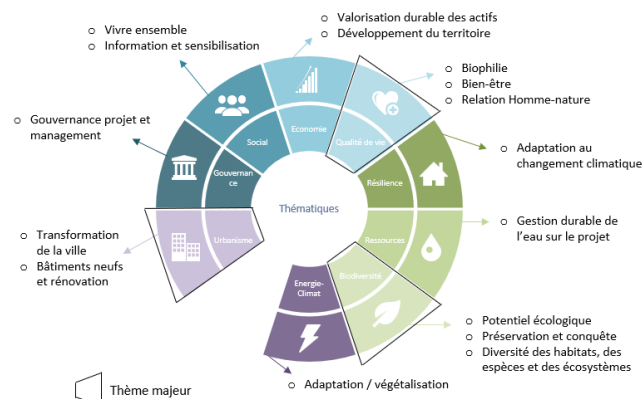 o Valorisation durable des actifs
o Développement du territoire
o Vivre ensemble
o Information et sensibilisation
o Biophilie
o Bien-être
o Relation Homme-nature
o Gouvernance projet et
management
Economie
Social
Qualité de vie
o Adaptation au
changement climatique
Gouvernan
ce
Résilience
Thématiques
o Gestion durable de
l'eau sur le projet
Urbanisme
Ressources
o Transformation
de la ville
o Bâtiments neufs
et rénovation
Biodiversité
Energie-
Climat
o Potentiel écologique
o Préservation et conquête
o Diversité des habitats, des
espèces et des écosystèmes
o Adaptation / végétalisation
Thème majeur